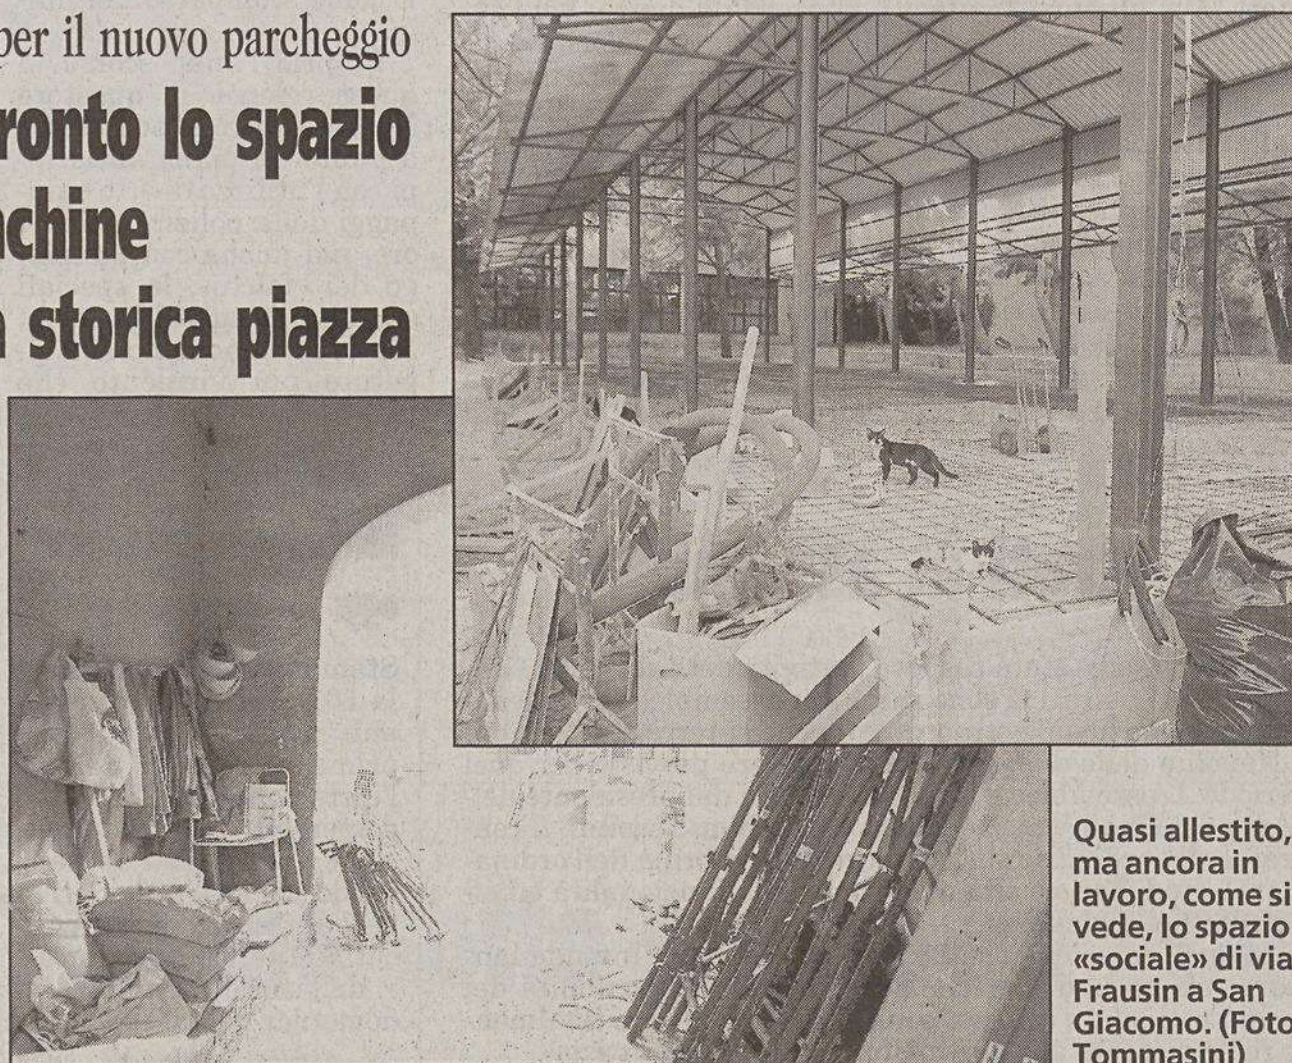 per il nuovo parcheggio
ronto lo spazio
chine
storica piazza
Quasi allestito,
ma ancora in
lavoro, come si
vede, lo spazio
«sociale» di via
Frausin a San
Giacomo. (Foto
Tommasini)